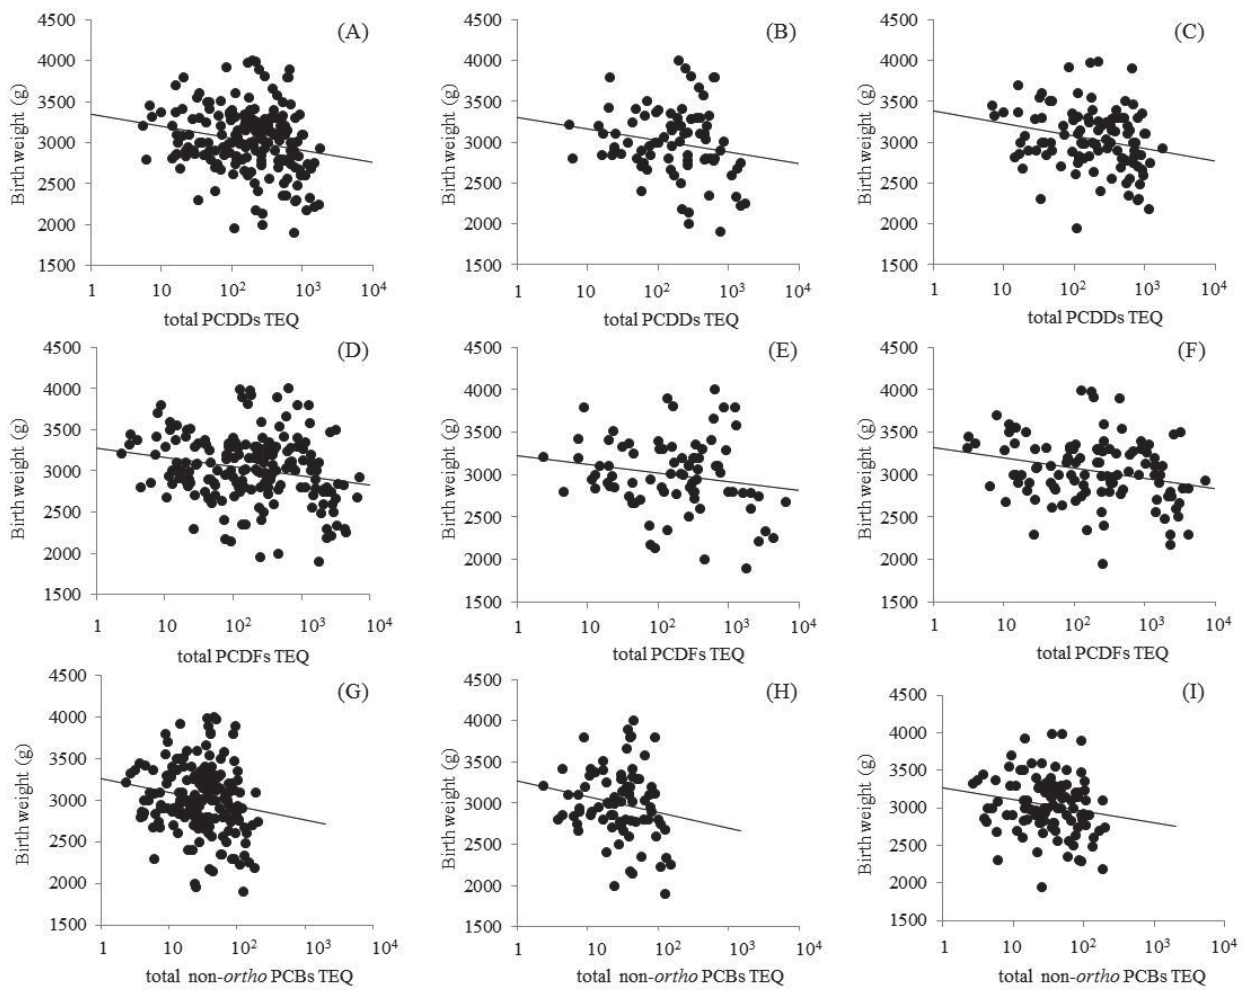 (A)
4500
4000
3500
3000
2500
2000
1500
Birth weight (g)
1 10 10² 10³ 10⁴
total PCDDs TEQ
(B)
4500
4000
3500
3000
2500
2000
1500
Birth weight (g)
1 10 10² 10³ 10⁴
total PCDDs TEQ
(C)
4500
4000
3500
3000
2500
2000
1500
Birth weight (g)
1 10 10² 10³ 10⁴
total PCDDs TEQ
(D)
4500
4000
3500
3000
2500
2000
1500
Birth weight (g)
1 10 10² 10³ 10⁴
total PCDFs TEQ
(E)
4500
4000
3500
3000
2500
2000
1500
Birth weight (g)
1 10 10² 10³ 10⁴
total PCDFs TEQ
(F)
4500
4000
3500
3000
2500
2000
1500
Birth weight (g)
1 10 10² 10³ 10⁴
total PCDFs TEQ
(G)
4500
4000
3500
3000
2500
2000
1500
Birth weight (g)
1 10 10² 10³ 10⁴
total non-ortho PCBs TEQ
(H)
4500
4000
3500
3000
2500
2000
1500
Birth weight (g)
1 10 10² 10³ 10⁴
total non-ortho PCBs TEQ
(I)
4500
4000
3500
3000
2500
2000
1500
Birth weight (g)
1 10 10² 10³ 10⁴
total non-ortho PCBs TEQ